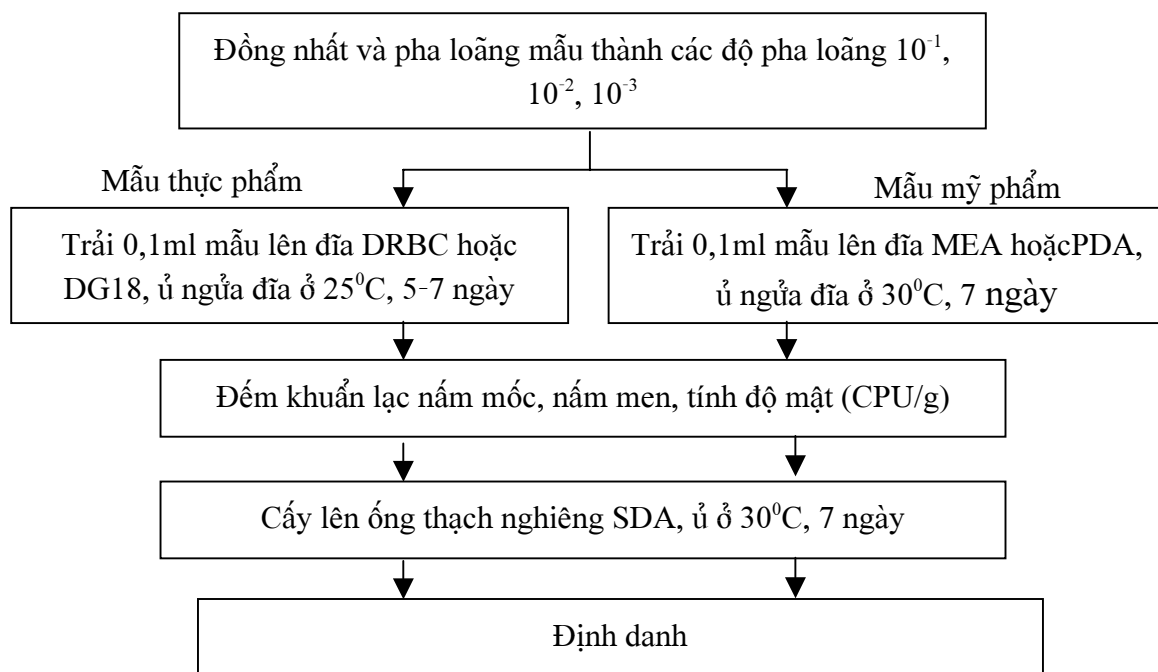 Đồng nhất và pha loãng mẫu thành các độ pha loãng 10⁻¹,
10⁻², 10⁻³
Mẫu thực phẩm
Mẫu mỹ phẩm
Trải 0,1ml mẫu lên đĩa DRBC hoặc
DG18, ủ ngửa đĩa ở 25⁰C, 5-7 ngày
Trải 0,1ml mẫu lên đĩa MEA hoặcPDA,
ủ ngửa đĩa ở 30⁰C, 7 ngày
Đếm khuẩn lạc nấm mốc, nấm men, tính độ mật (CPU/g)
Cấy lên ống thạch nghiêng SDA, ủ ở 30⁰C, 7 ngày
Định danh